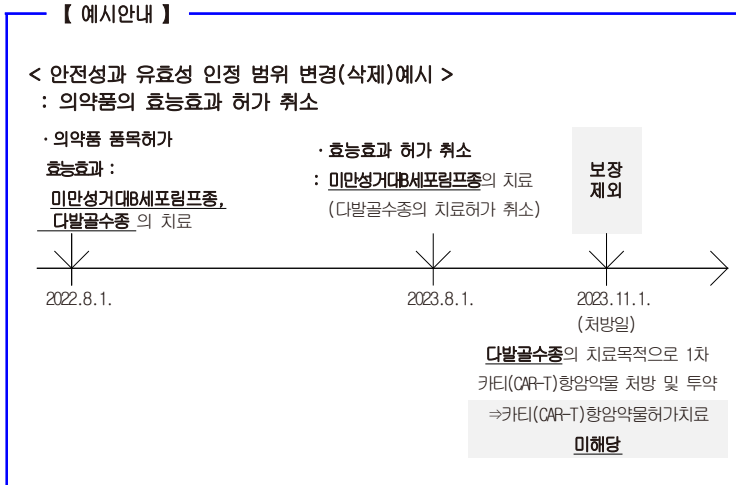 【 예시안내 】
< 안전성과 유효성 인정 범위 변경(삭제)예시 >
: 의약품의 효능효과 허가 취소
· 의약품 품목허가
효능효과 :
미만성거대B세포림프종,
다발골수종 의 치료
· 효능효과 허가 취소
: 미만성거대B세포림프종의 치료
(다발골수종의 치료허가 취소)
보장
제외
2022.8.1.
2023.8.1.
2023.11.1.
(처방일)
다발골수종의 치료목적으로 1차
카티(CAR-T)항암약물 처방 및 투약
⇒카티(CAR-T)항암약물허가치료
미해당